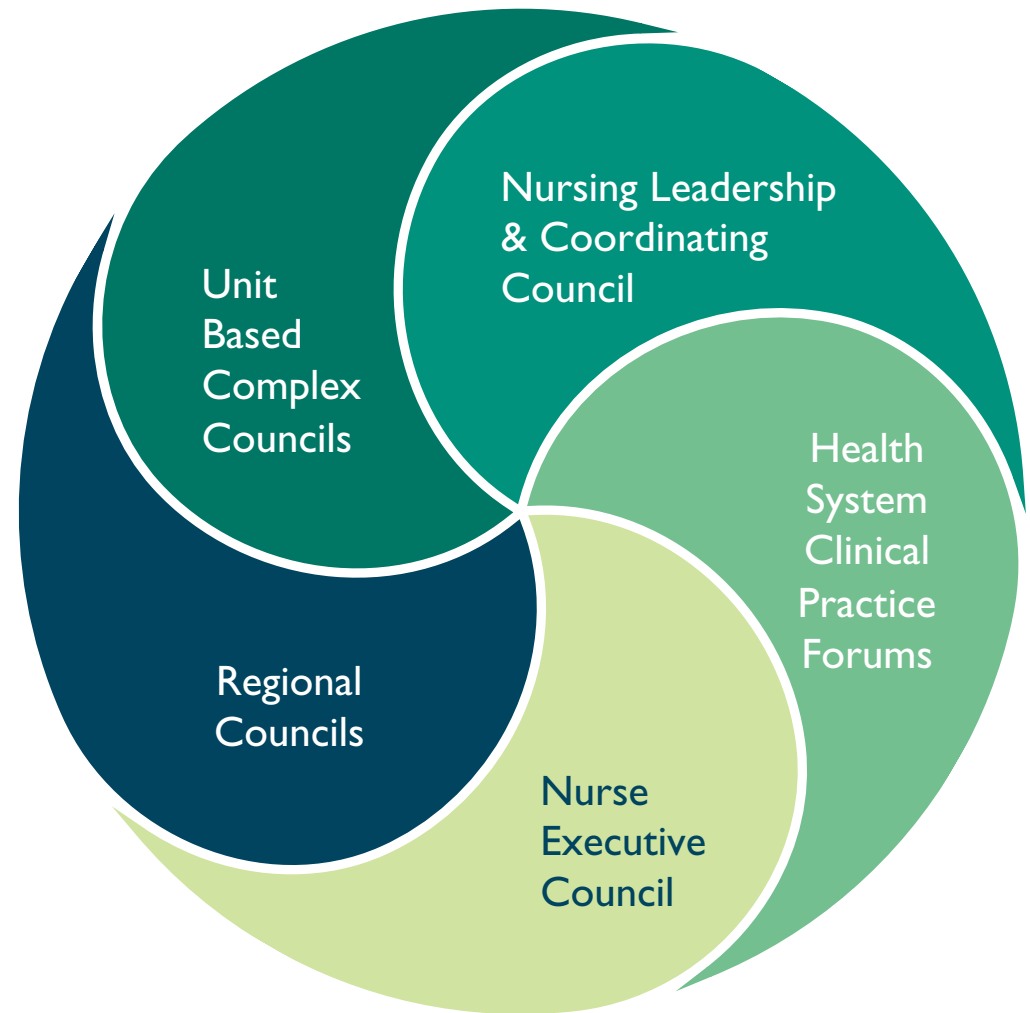 Nursing Leadership
& Coordinating
Council
Unit
Based
Complex
Councils
Health
System
Clinical
Practice
Forums
Regional
Councils
Nurse
Executive
Council